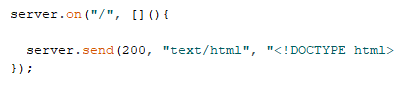 server.on("/", [](){
server.send(200, "text/html", "<!DOCTYPE html>
});